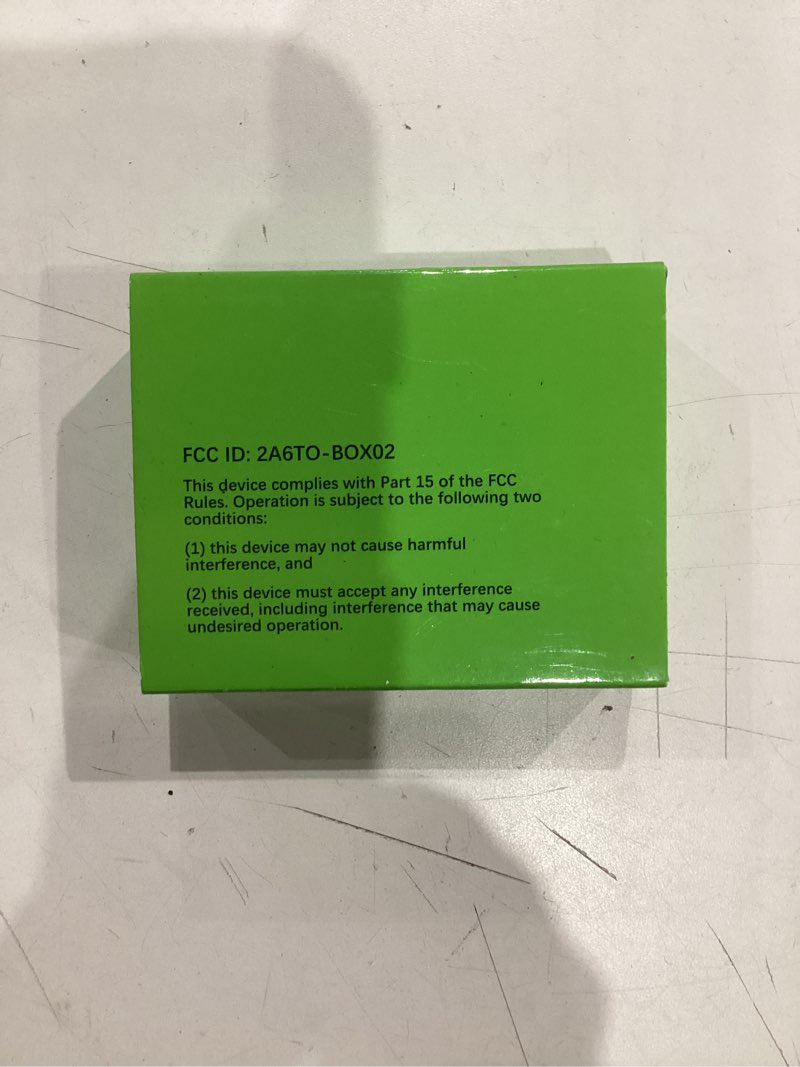 FCC ID: 2A6TO-BOX02
This device complies with Part 15 of the FCC
Rules. Operation is subject to the following two
conditions:
(1) this device may not cause harmful
interference, and
(2) this device must accept any interference
received, including interference that may cause
undesired operation.